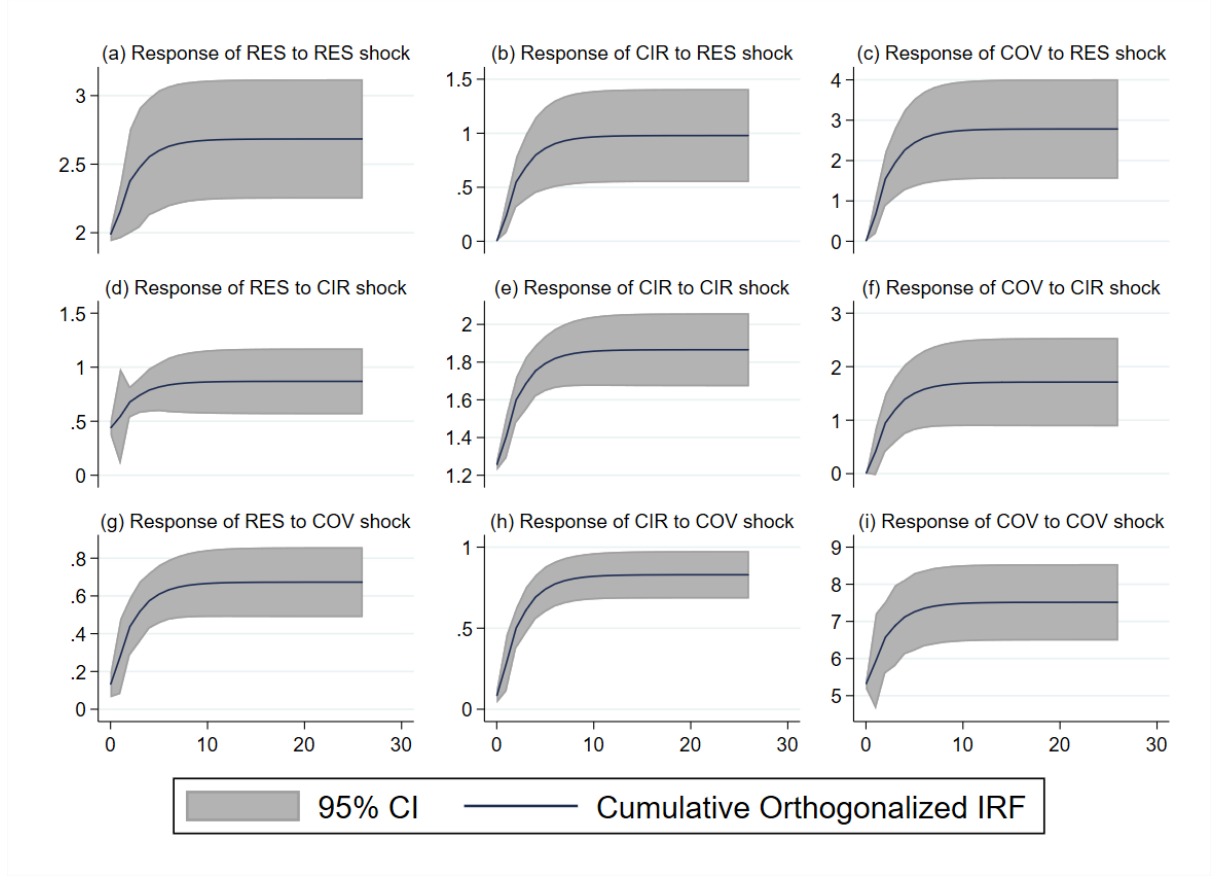 (a) Response of RES to RES shock
3
2.5
2
(b) Response of CIR to RES shock
1.5
1
.5
0
(c) Response of COV to RES shock
4
3
2
1
0
(d) Response of RES to CIR shock
1.5
1
.5
0
(e) Response of CIR to CIR shock
2
1.8
1.6
1.4
1.2
(f) Response of COV to CIR shock
3
2
1
0
(g) Response of RES to COV shock
.8
.6
.4
.2
0
0 10 20 30
(h) Response of CIR to COV shock
1
.5
0
0 10 20 30
(i) Response of COV to COV shock
9
8
7
6
5
0 10 20 30
95% CI
Cumulative Orthogonalized IRF